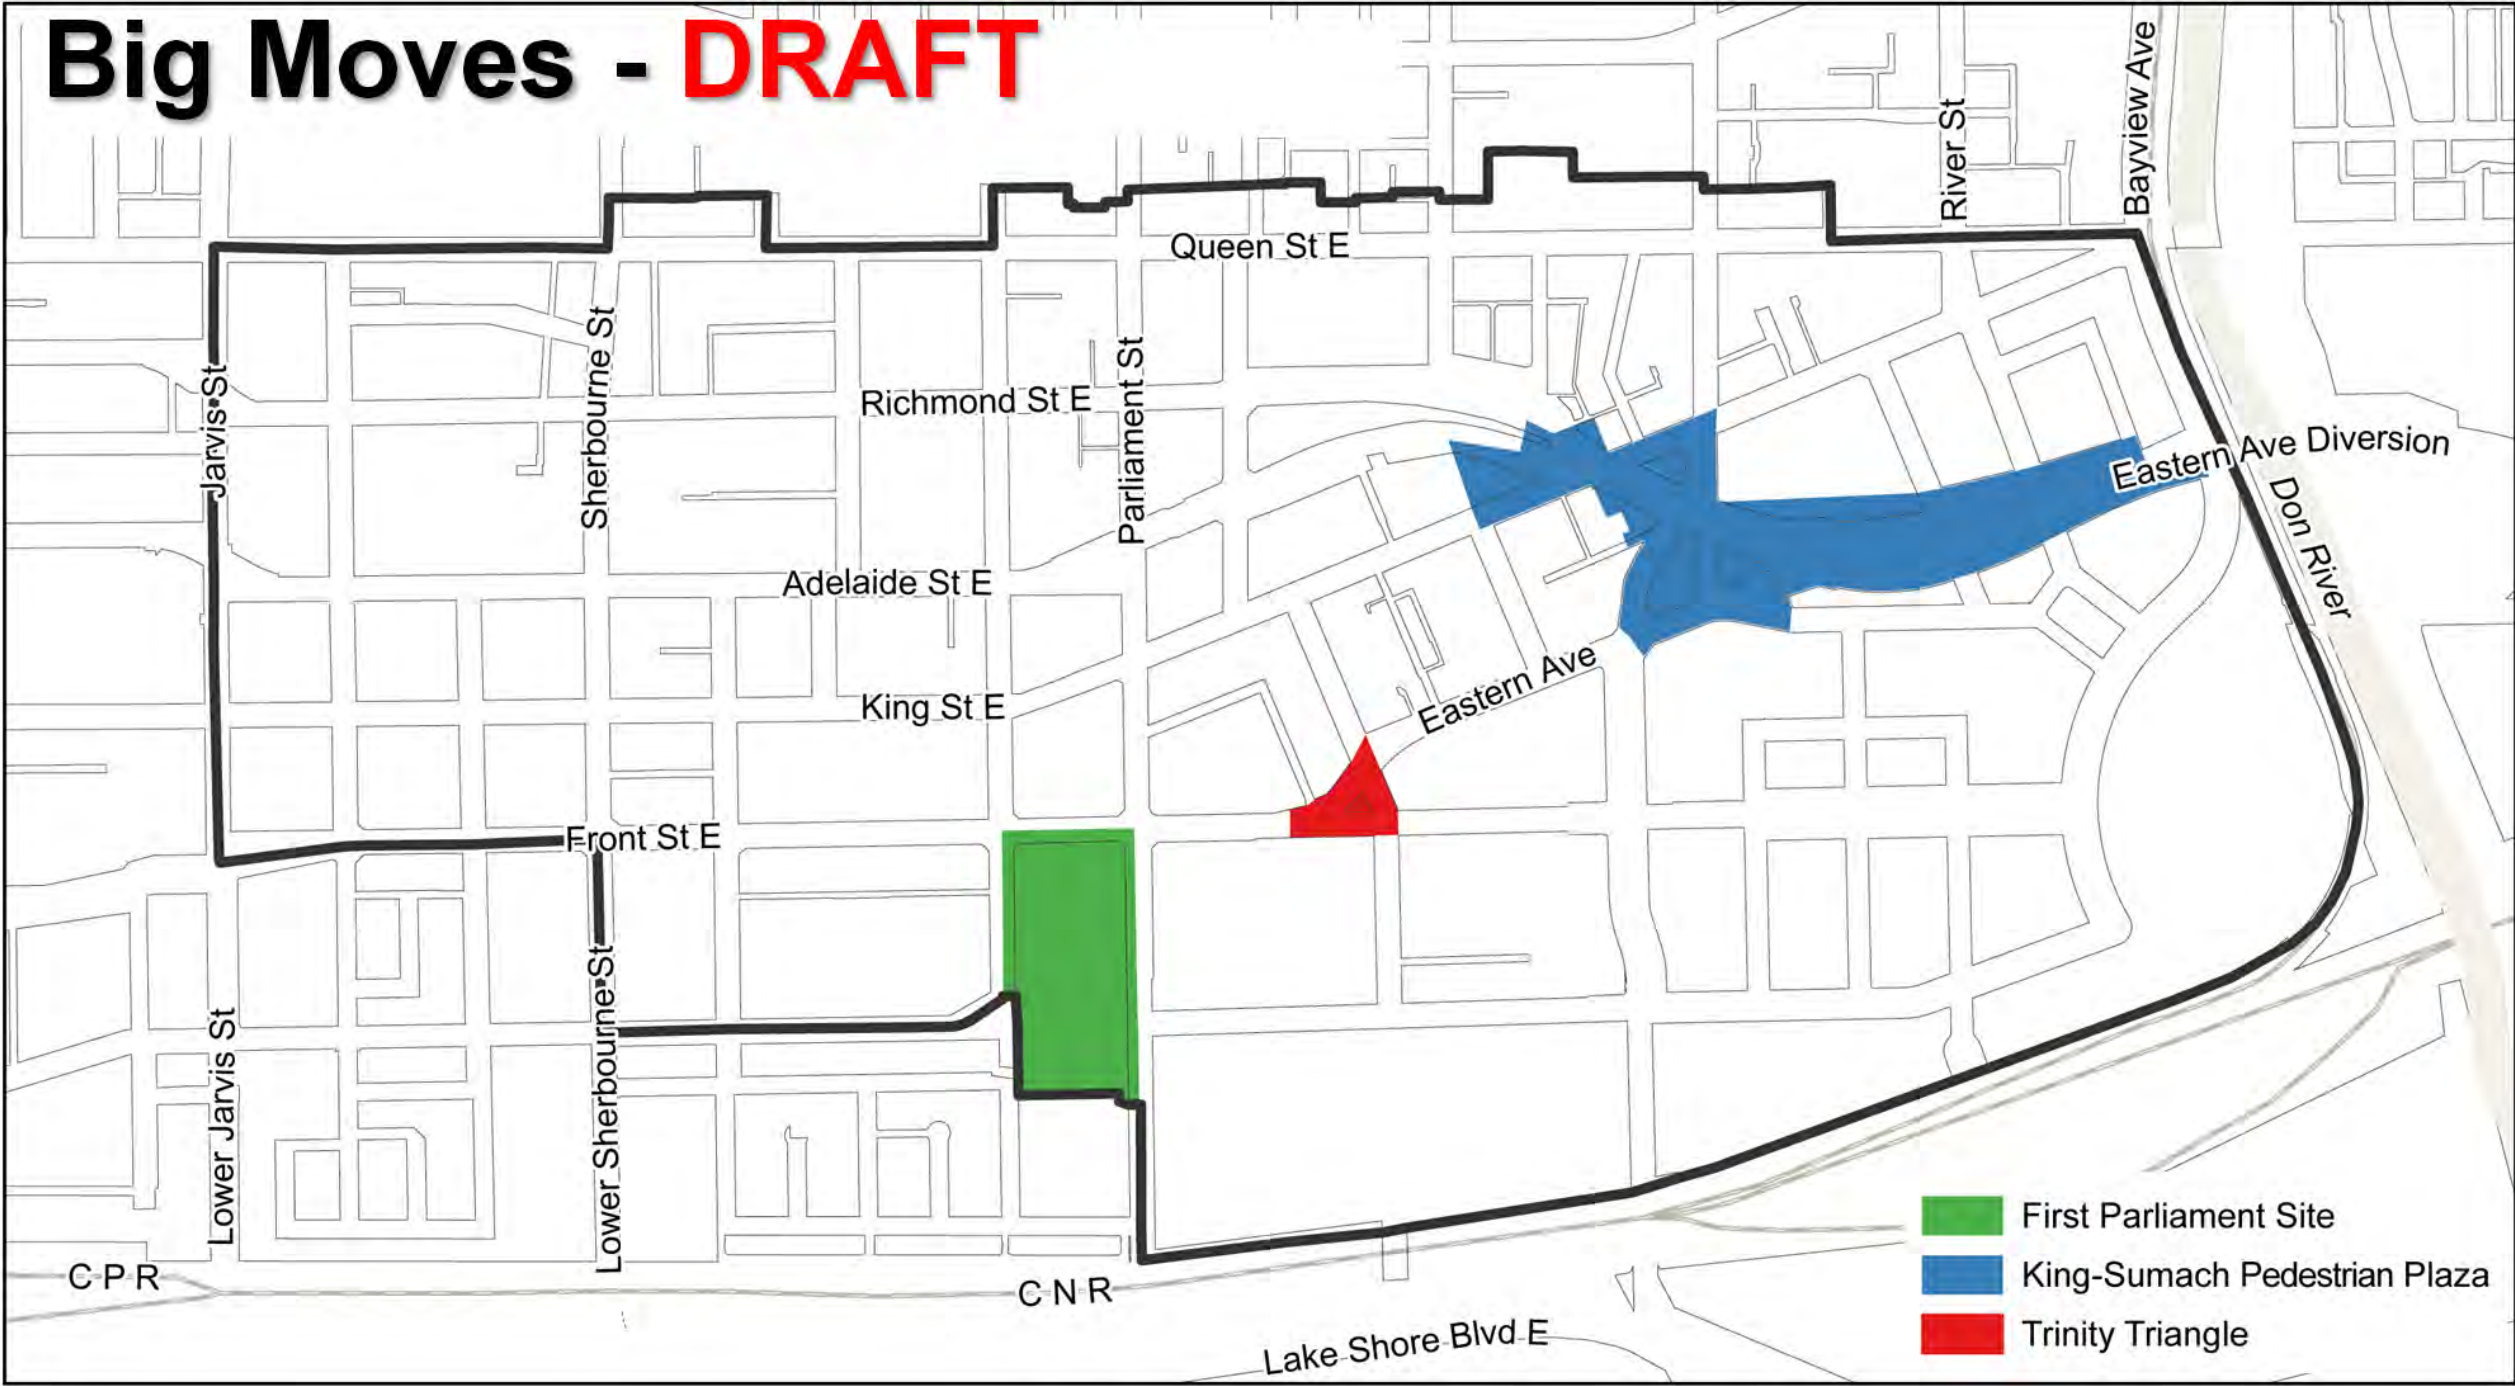 Big Moves - DRAFT
Bayview Ave
River St
Queen St E
Sherbourne St
Parliament St
Jarvis St
Richmond St E
Eastern Ave Diversion
Don River
Adelaide St E
Eastern Ave
King St E
Front St E
Lower Sherbourne St
Lower Jarvis St
First Parliament Site
King-Sumach Pedestrian Plaza
Trinity Triangle
C P R
C N R
Lake Shore Blvd E